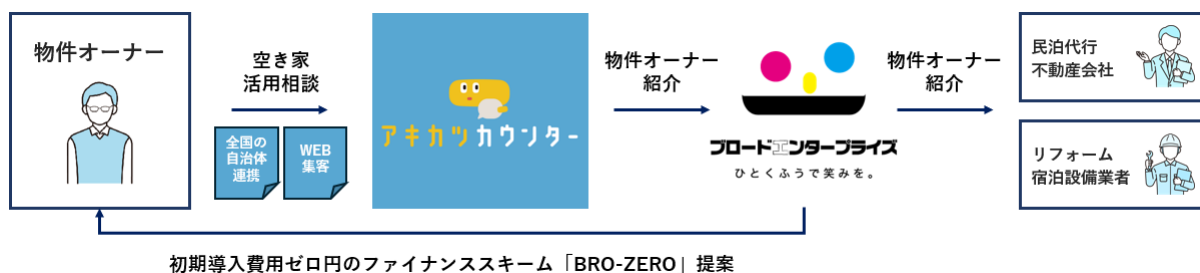 物件オーナー
空き家
活用相談
全国の
自治体
連携
WEB
集客
アキカツカウンター
物件オーナー
紹介
ブロードエンタープライズ
ひとくふうで笑みを。
物件オーナー
紹介
民泊代行
不動産会社
リフォーム
宿泊設備業者
初期導入費用ゼロ円のファイナンススキーム「BRO-ZERO」提案